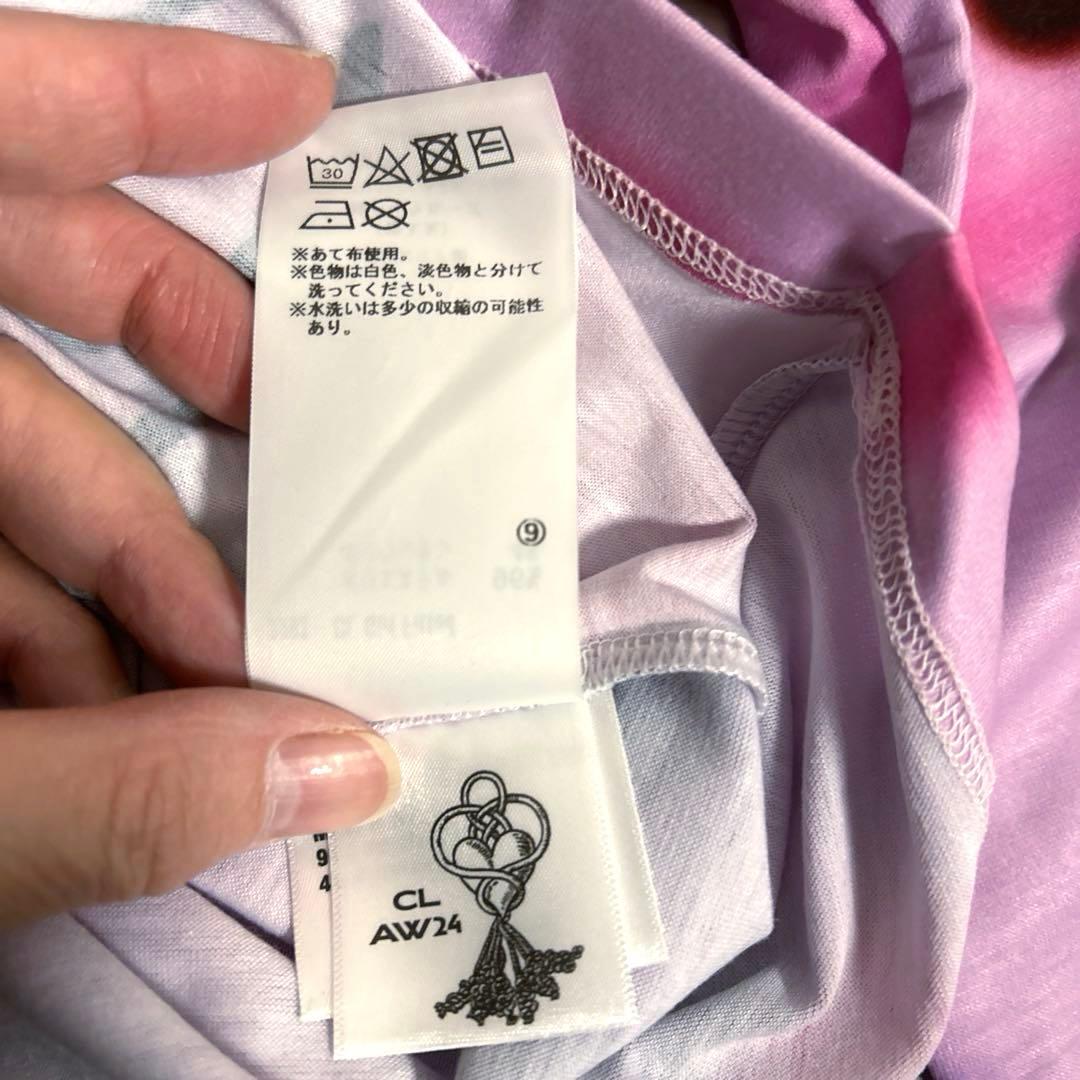 30
※あて布使用。
※色物は白色、淡色物と分けて
洗ってください。
※水洗いは多少の収縮の可能性
あり。
⑨
9
4
CL
AW24